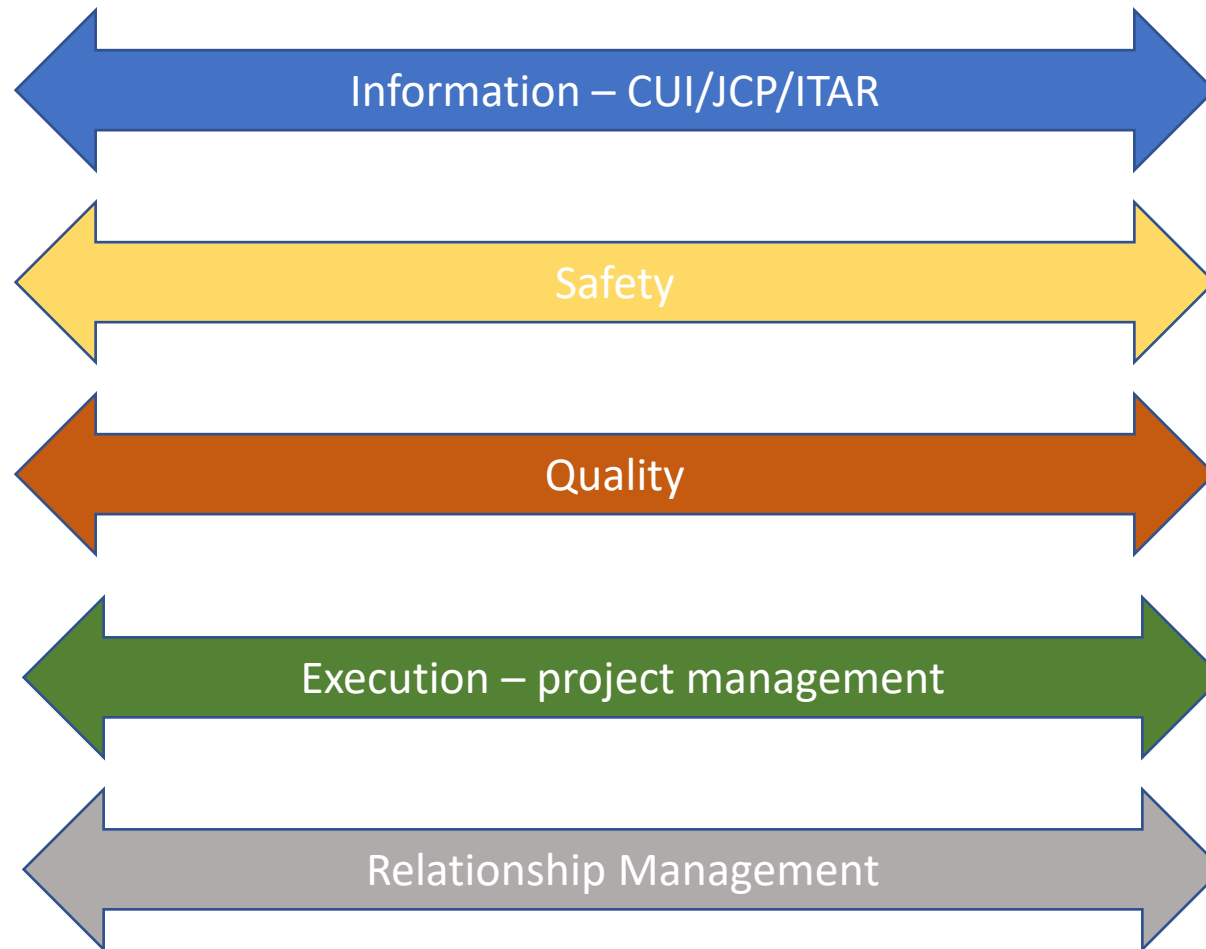 Information – CUI/JCP/ITAR
Safety
Quality
Execution – project management
Relationship Management